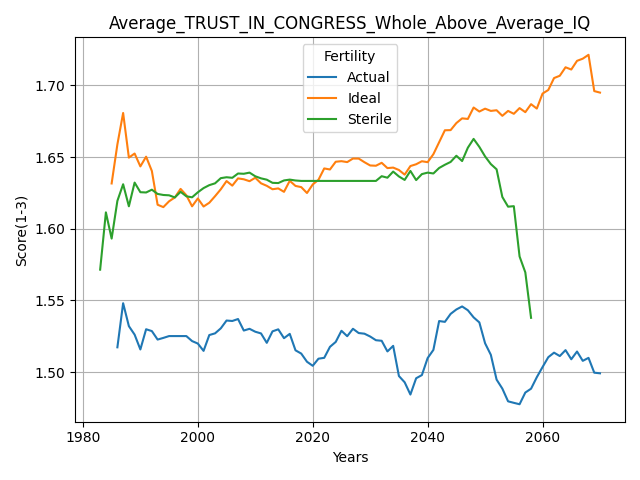 Average_TRUST_IN_CONGRESS_Whole_Above_Average_IQ
Fertility
Actual
Ideal
Sterile
Score(1-3)
1.70
1.65
1.60
1.55
1.50
1980
2000
2020
2040
2060
Years